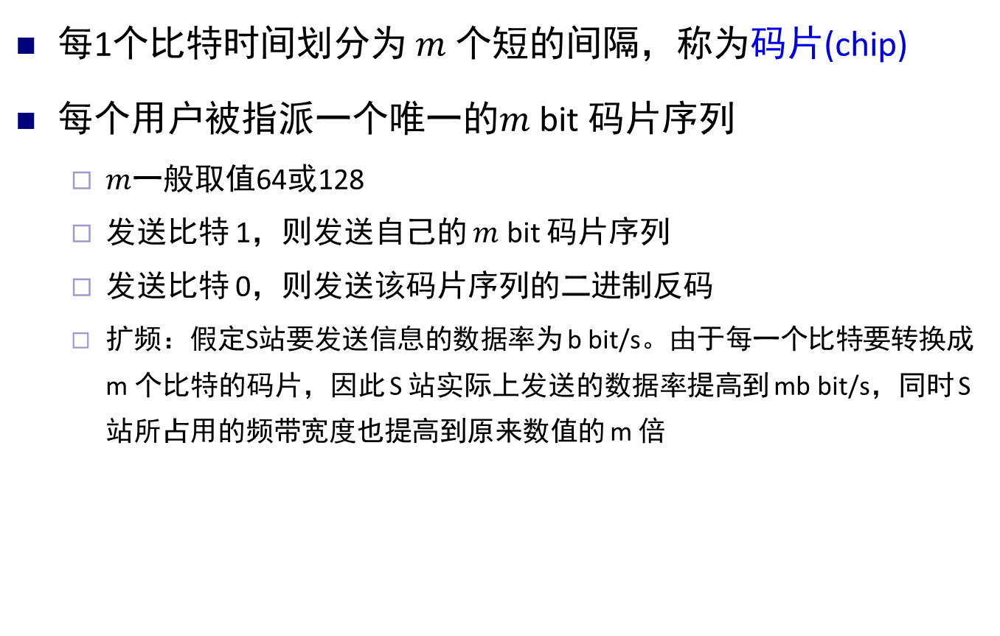 每1个比特时间划分为 m 个短的间隔，称为码片(chip)
每个用户被指派一个唯一的m bit 码片序列
m一般取值64或128
发送比特 1，则发送自己的 m bit 码片序列
发送比特 0，则发送该码片序列的二进制反码
扩频：假定S站要发送信息的数据率为 b bit/s。由于每一个比特要转换成
m 个比特的码片，因此 S 站实际上发送的数据率提高到 mb bit/s，同时 S
站所占用的频带宽度也提高到原来数值的 m 倍